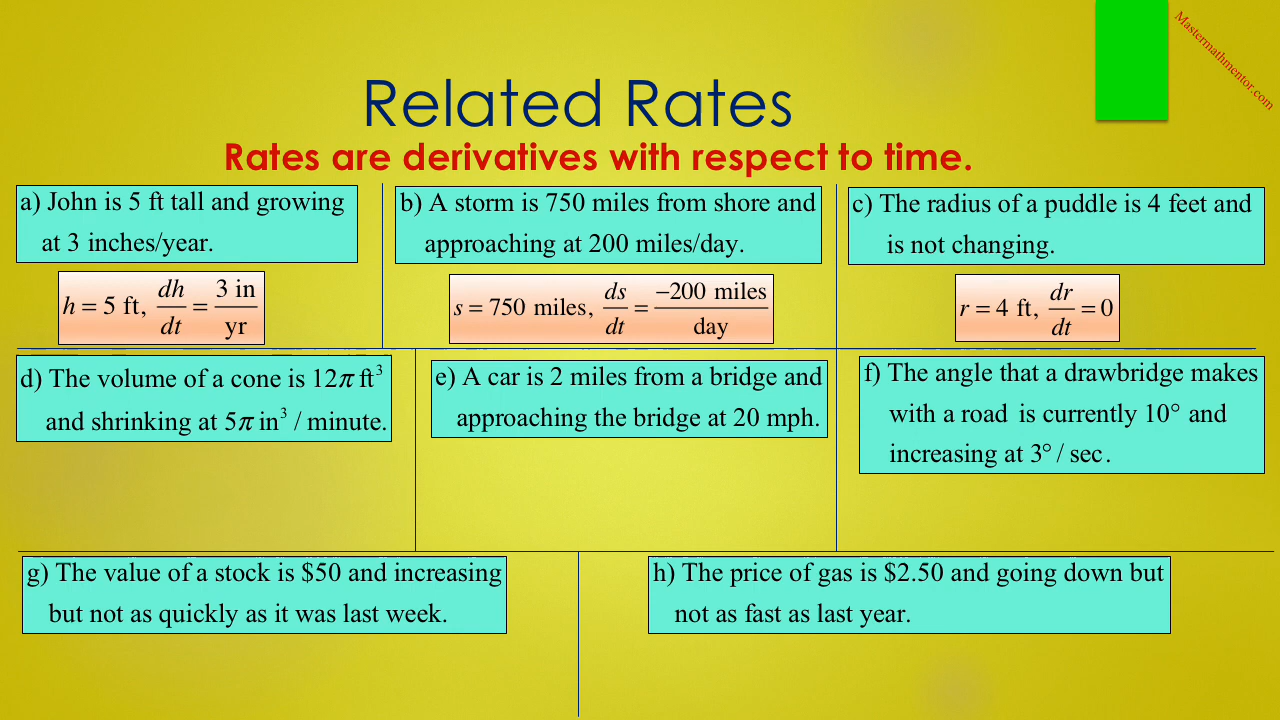 Mastermathmentor.com
Related Rates
Rates are derivatives with respect to time.
a) John is 5 ft tall and growing
at 3 inches/year.
h = 5 ft, dh/dt = 3 in/yr
b) A storm is 750 miles from shore and
approaching at 200 miles/day.
s = 750 miles, ds/dt = −200 miles/day
c) The radius of a puddle is 4 feet and
is not changing.
r = 4 ft, dr/dt = 0
d) The volume of a cone is 12π ft³
and shrinking at 5π in³ / minute.
e) A car is 2 miles from a bridge and
approaching the bridge at 20 mph.
f) The angle that a drawbridge makes
with a road is currently 10° and
increasing at 3° / sec.
g) The value of a stock is $50 and increasing
but not as quickly as it was last week.
h) The price of gas is $2.50 and going down but
not as fast as last year.